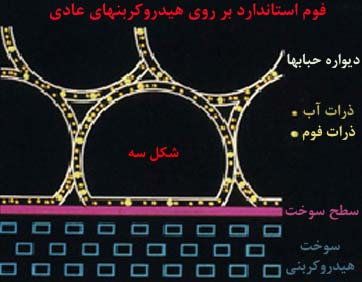 فوم استاندارد بر روی هیدروکربنهای عادی
دیواره حبابها
ذرات آب
ذرات فوم
شکل سه
سطح سوخت
سوخت
هیدروکربنی